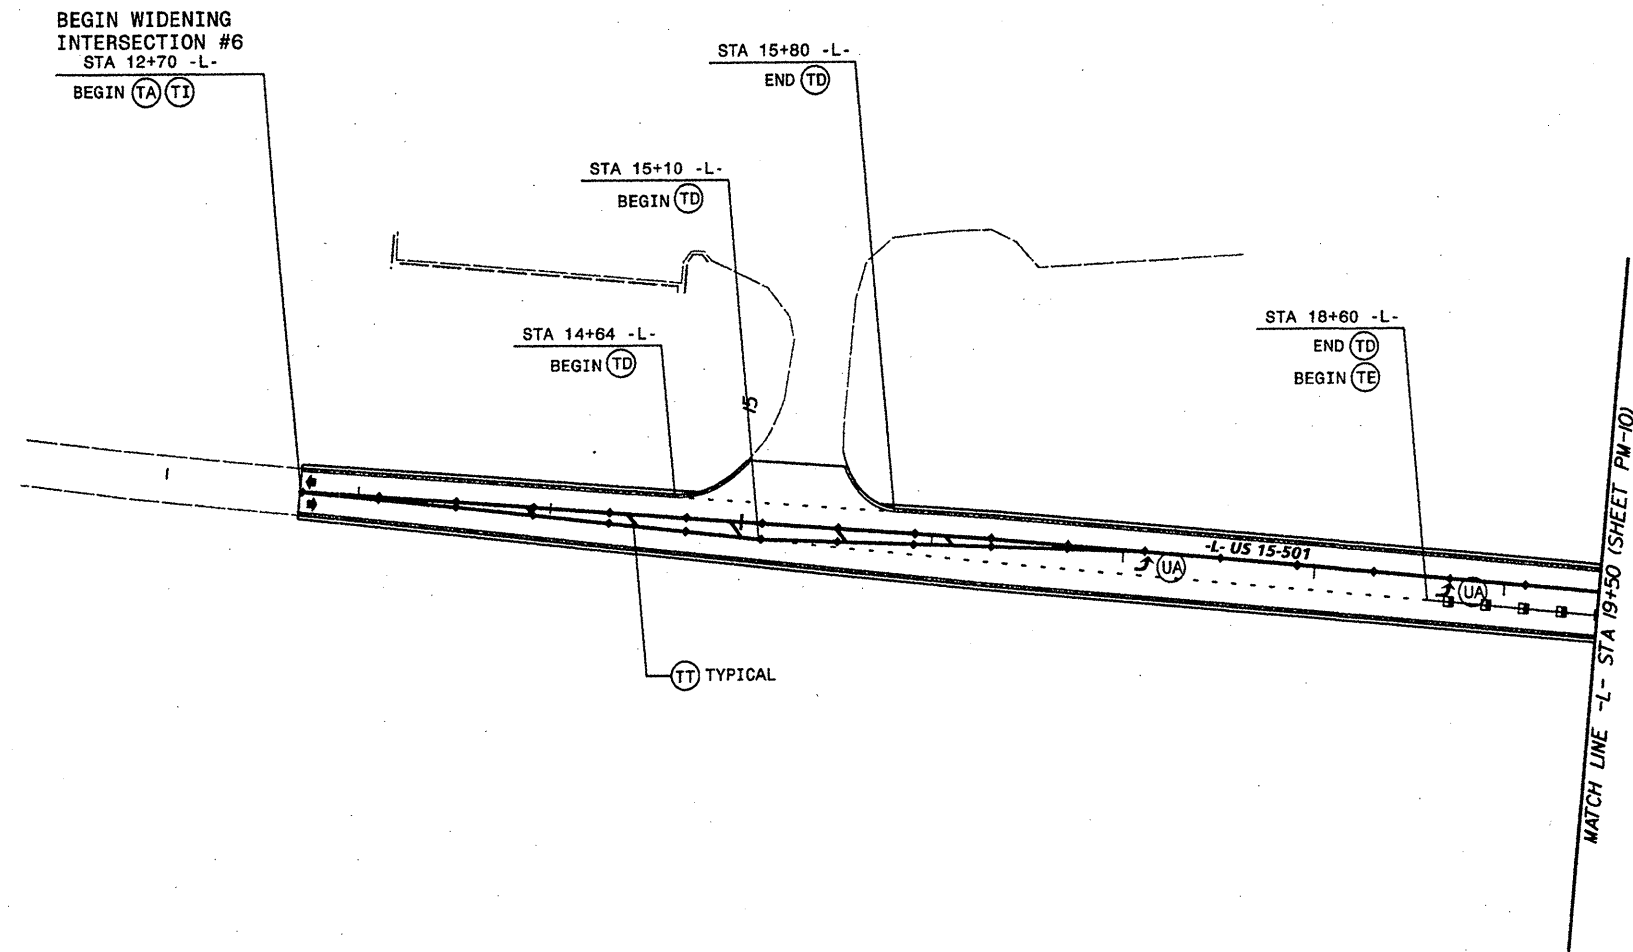 BEGIN WIDENING
INTERSECTION #6
STA 12+70 -L-
BEGIN TA TI
STA 15+80 -L-
END TD
STA 15+10 -L-
BEGIN TD
STA 14+64 -L-
BEGIN TD
15
STA 18+60 -L-
END TD
BEGIN TE
-L- US 15-501
UA
UA
TT TYPICAL
MATCH LINE -L- STA 19+50 (SHEET PM-10)